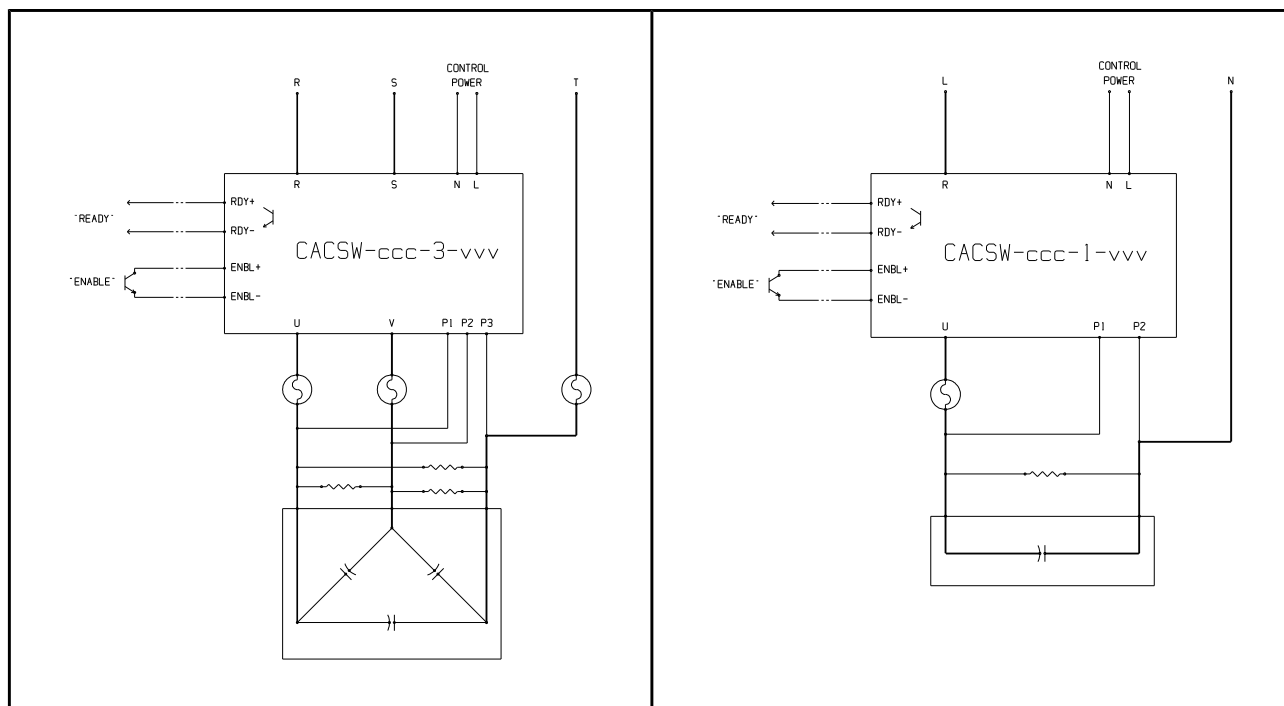 R S CONTROL POWER T
R S N L
RDY+
"READY"
RDY-
CACSW-ccc-3-vvv
ENBL+
"ENABLE"
ENBL-
U V P1 P2 P3
L CONTROL POWER N
R N L
RDY+
"READY"
RDY-
CACSW-ccc-1-vvv
ENBL+
"ENABLE"
ENBL-
U P1 P2